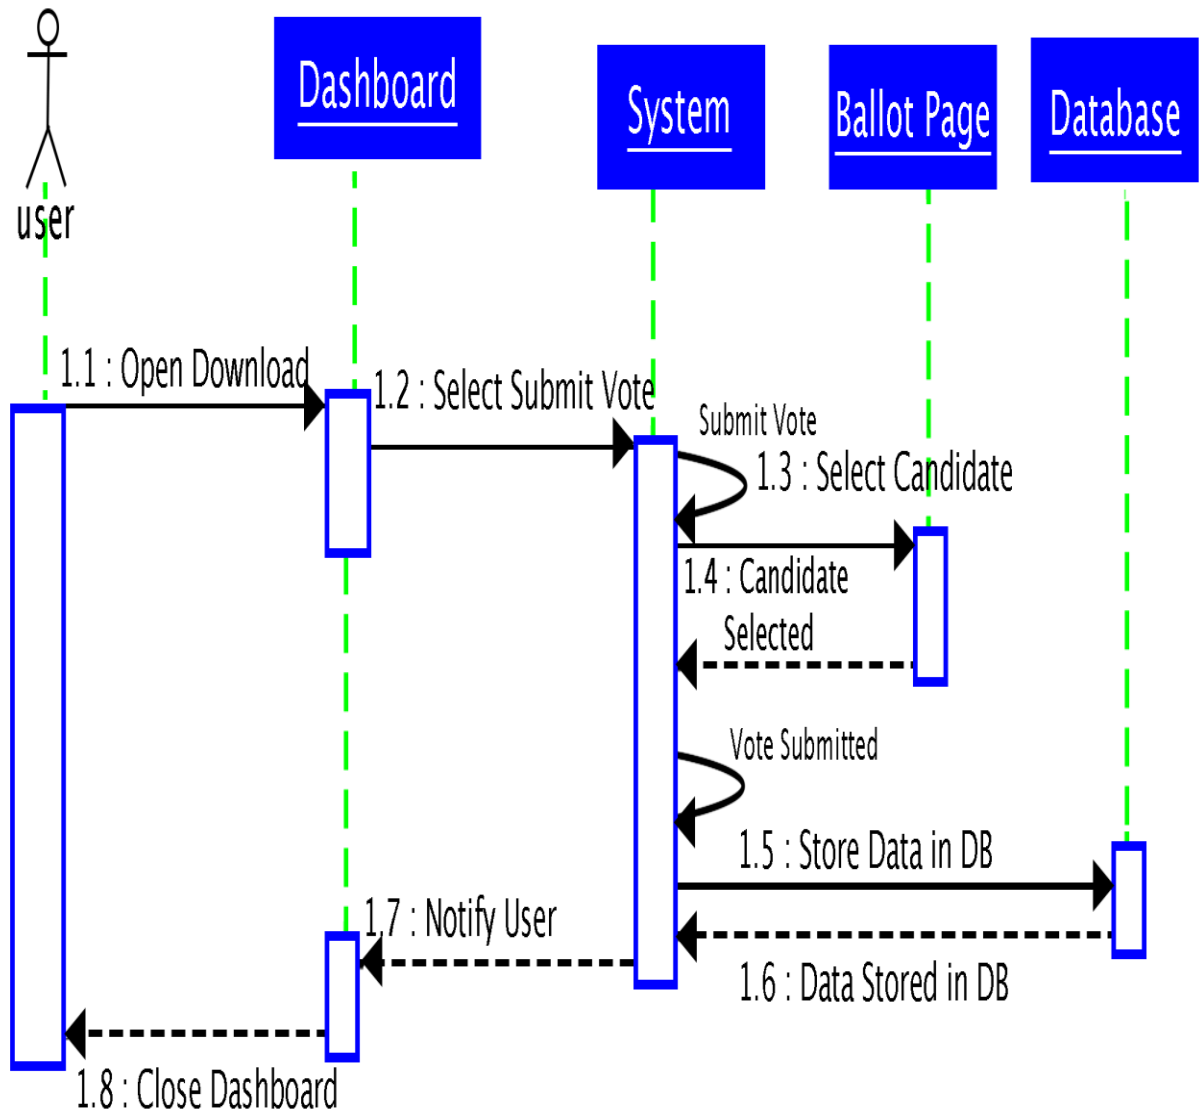 Dashboard
System
Ballot Page
Database
user
1.1 : Open Download
1.2 : Select Submit Vote
Submit Vote
1.3 : Select Candidate
1.4 : Candidate
Selected
Vote Submitted
1.5 : Store Data in DB
1.7 : Notify User
1.6 : Data Stored in DB
1.8 : Close Dashboard